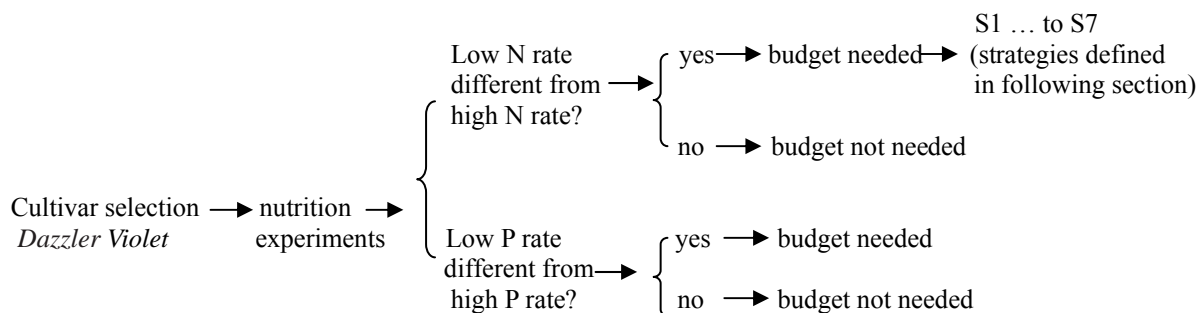 S1 … to S7
Low N rate
yes
budget needed
(strategies defined
different from
in following section)
high N rate?
no
budget not needed
Cultivar selection
nutrition
Dazzler Violet
experiments
Low P rate
yes
budget needed
different from
high P rate?
no
budget not needed